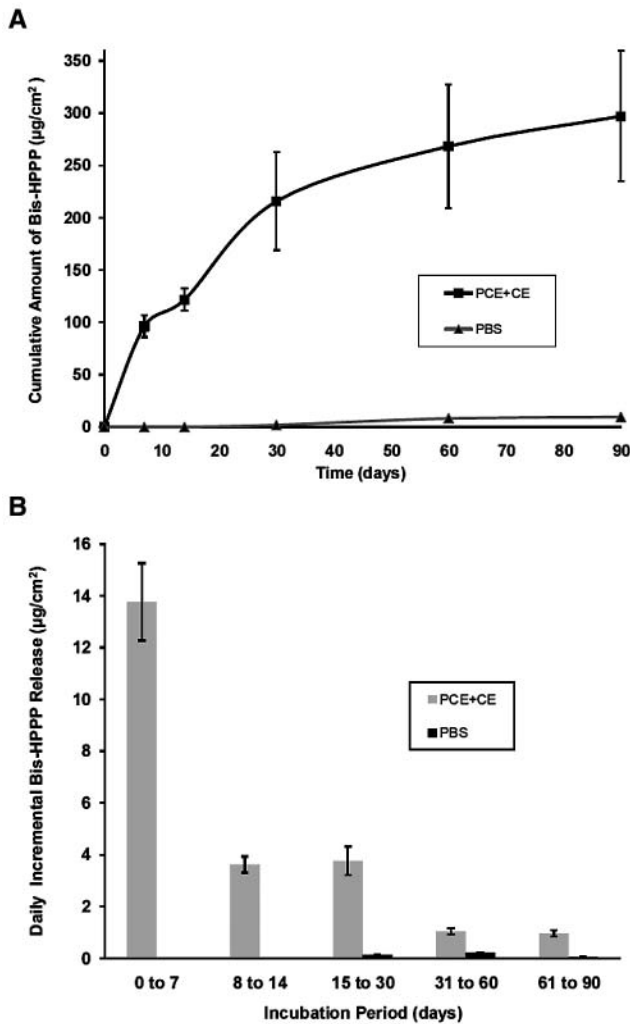 A
Cumulative Amount of Bis-HPPP (µg/cm²)
350
300
250
200
150
100
50
0
PCE+CE
PBS
0 10 20 30 40 50 60 70 80 90
Time (days)
B
Daily Incremental Bis-HPPP Release (µg/cm²)
16
14
12
10
8
6
4
2
0
PCE+CE
PBS
0 to 7 8 to 14 15 to 30 31 to 60 61 to 90
Incubation Period (days)